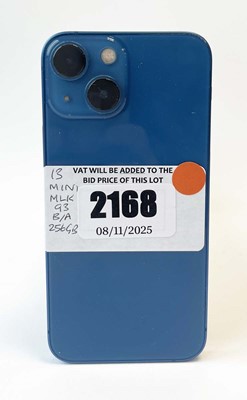 13
MINI
MLK
93
B/A
256GB
VAT WILL BE ADDED TO THE
BID PRICE OF THIS LOT
2168
08/11/2025